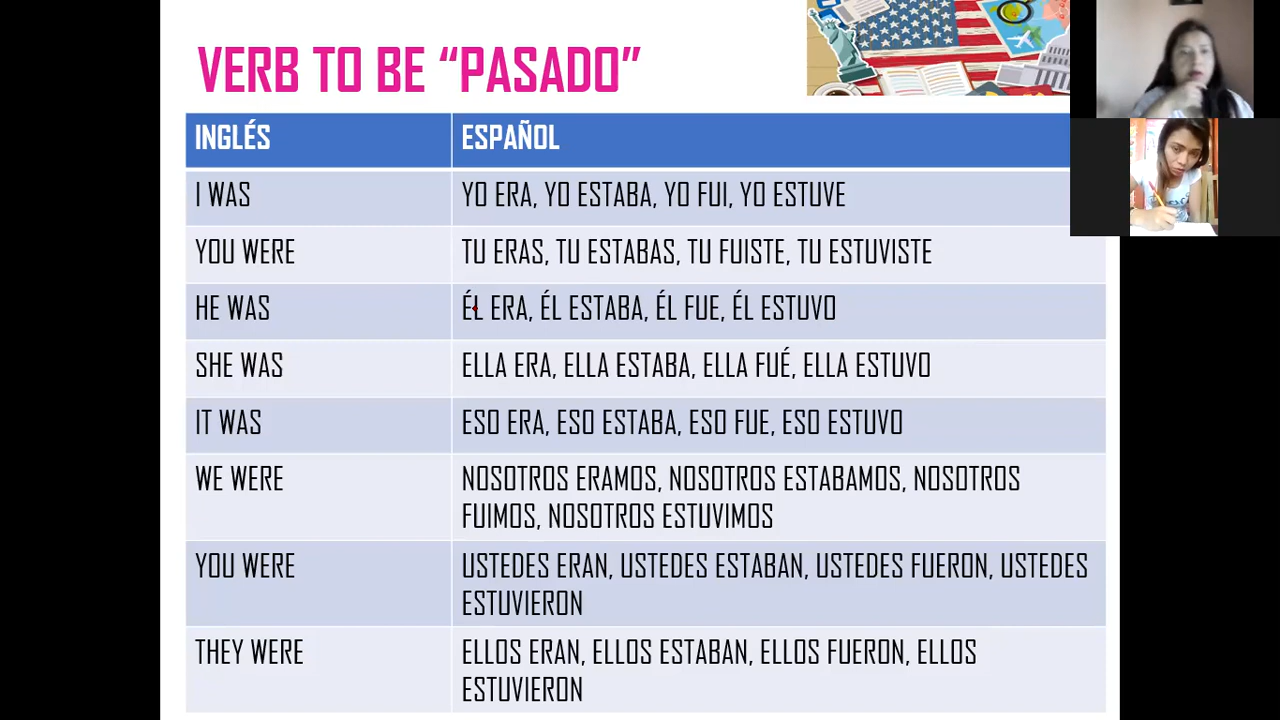 VERB TO BE “PASADO”
INGLÉS ESPAÑOL
I WAS YO ERA, YO ESTABA, YO FUI, YO ESTUVE
YOU WERE TU ERAS, TU ESTABAS, TU FUISTE, TU ESTUVISTE
HE WAS ÉL ERA, ÉL ESTABA, ÉL FUE, ÉL ESTUVO
SHE WAS ELLA ERA, ELLA ESTABA, ELLA FUÉ, ELLA ESTUVO
IT WAS ESO ERA, ESO ESTABA, ESO FUE, ESO ESTUVO
WE WERE NOSOTROS ERAMOS, NOSOTROS ESTABAMOS, NOSOTROS
FUIMOS, NOSOTROS ESTUVIMOS
YOU WERE USTEDES ERAN, USTEDES ESTABAN, USTEDES FUERON, USTEDES
ESTUVIERON
THEY WERE ELLOS ERAN, ELLOS ESTABAN, ELLOS FUERON, ELLOS
ESTUVIERON